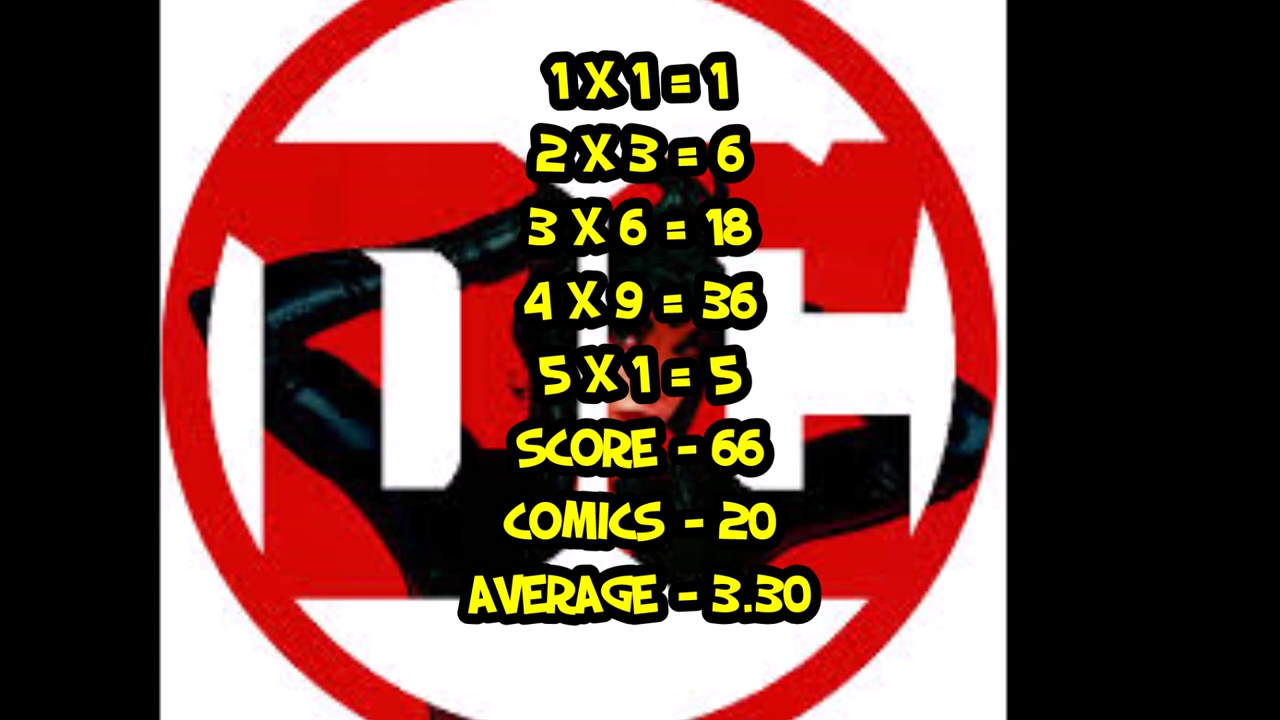 1 X 1 = 1
2 X 3 = 6
3 X 6 = 18
4 X 9 = 36
5 X 1 = 5
SCORE - 66
COMICS - 20
AVERAGE - 3.30
DC